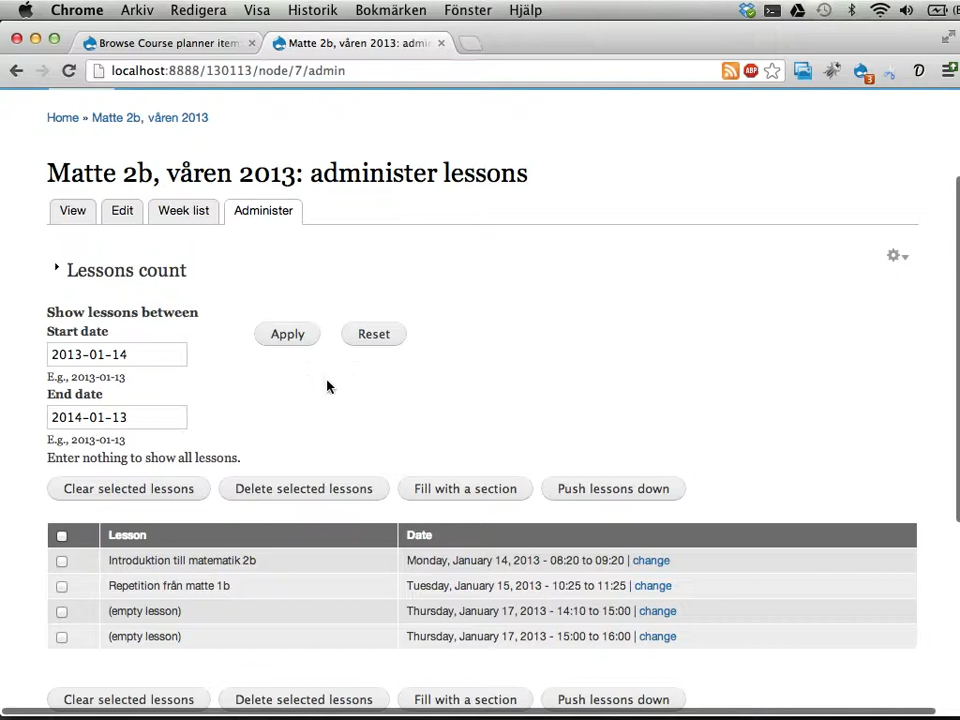 Chrome Arkiv Redigera Visa Historik Bokmärken Fönster Hjälp
Browse Course planner item
Matte 2b, våren 2013: admi
localhost:8888/130113/node/7/admin
ABP
3
Home » Matte 2b, våren 2013
Matte 2b, våren 2013: administer lessons
View Edit Week list Administer
Lessons count
Show lessons between
Start date
Apply Reset
2013-01-14
E.g., 2013-01-13
End date
2014-01-13
E.g., 2013-01-13
Enter nothing to show all lessons.
Clear selected lessons Delete selected lessons Fill with a section Push lessons down
Lesson Date
Introduktion till matematik 2b Monday, January 14, 2013 - 08:20 to 09:20 | change
Repetition från matte 1b Tuesday, January 15, 2013 - 10:25 to 11:25 | change
(empty lesson) Thursday, January 17, 2013 - 14:10 to 15:00 | change
(empty lesson) Thursday, January 17, 2013 - 15:00 to 16:00 | change
Clear selected lessons Delete selected lessons Fill with a section Push lessons down